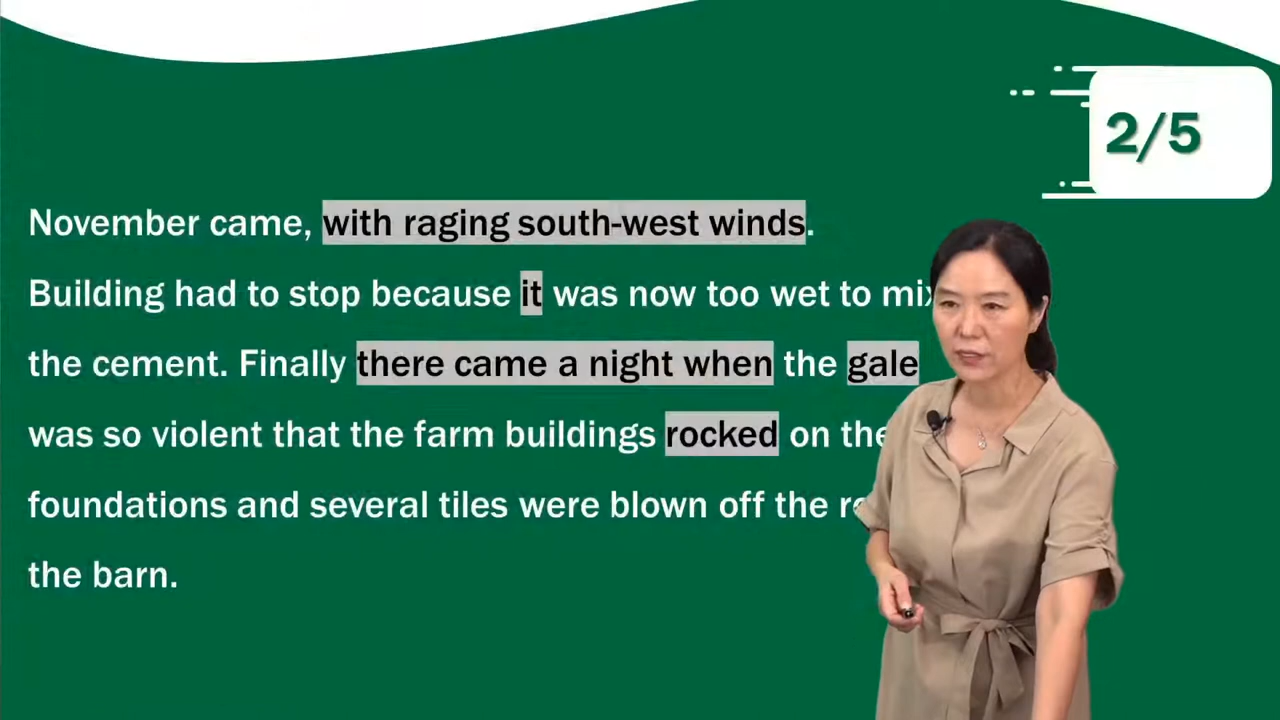 2/5
November came, with raging south-west winds.
Building had to stop because it was now too wet to mix
the cement. Finally there came a night when the gale
was so violent that the farm buildings rocked on the
foundations and several tiles were blown off the
the barn.